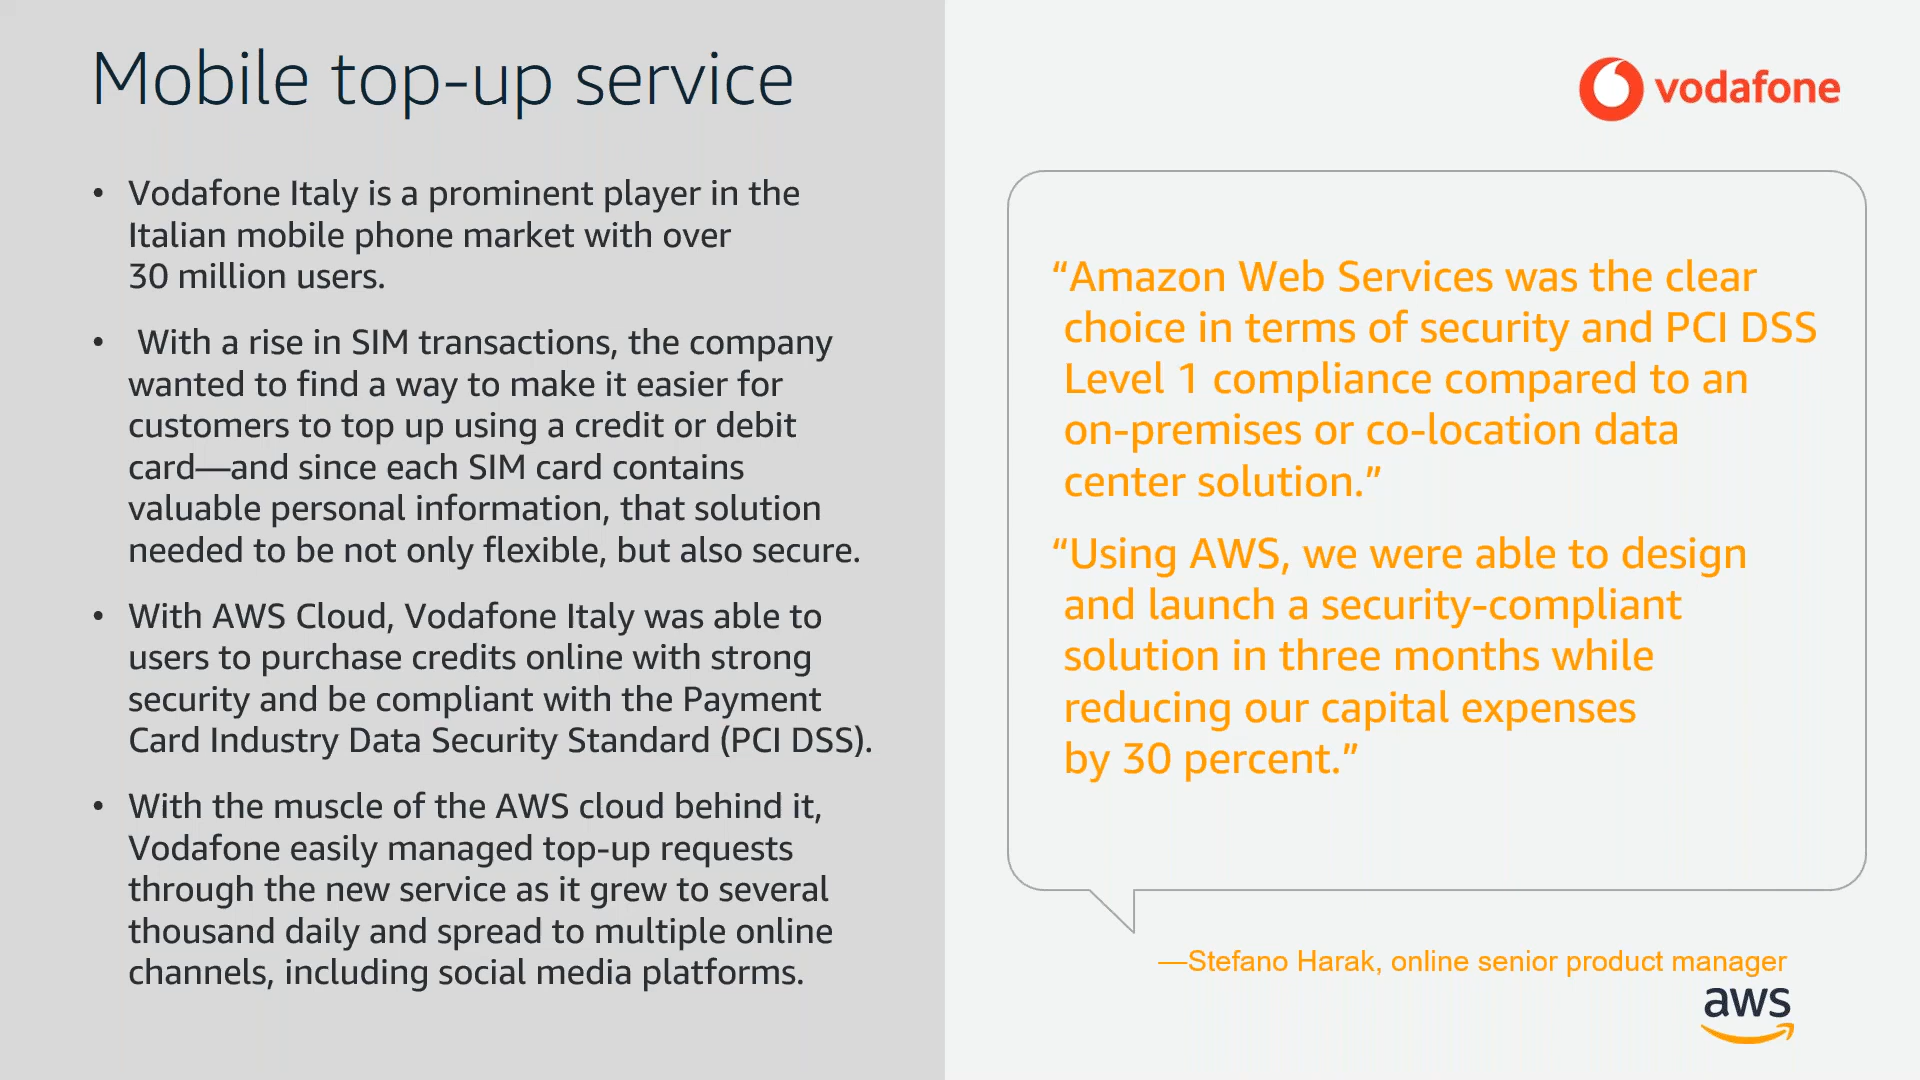 Mobile top-up service
vodafone
• Vodafone Italy is a prominent player in the
Italian mobile phone market with over
30 million users.
• With a rise in SIM transactions, the company
wanted to find a way to make it easier for
customers to top up using a credit or debit
card—and since each SIM card contains
valuable personal information, that solution
needed to be not only flexible, but also secure.
• With AWS Cloud, Vodafone Italy was able to
users to purchase credits online with strong
security and be compliant with the Payment
Card Industry Data Security Standard (PCI DSS).
• With the muscle of the AWS cloud behind it,
Vodafone easily managed top-up requests
through the new service as it grew to several
thousand daily and spread to multiple online
channels, including social media platforms.
“Amazon Web Services was the clear
choice in terms of security and PCI DSS
Level 1 compliance compared to an
on-premises or co-location data
center solution.”
“Using AWS, we were able to design
and launch a security-compliant
solution in three months while
reducing our capital expenses
by 30 percent.”
—Stefano Harak, online senior product manager
aws